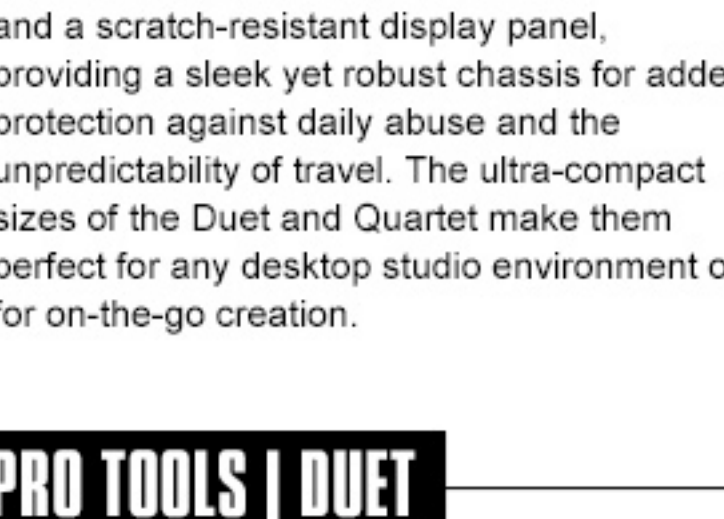 and a scratch-resistant display panel,
providing a sleek yet robust chassis for adde
protection against daily abuse and the
unpredictability of travel. The ultra-compact
sizes of the Duet and Quartet make them
perfect for any desktop studio environment o
for on-the-go creation.
PRO TOOLS | DUET